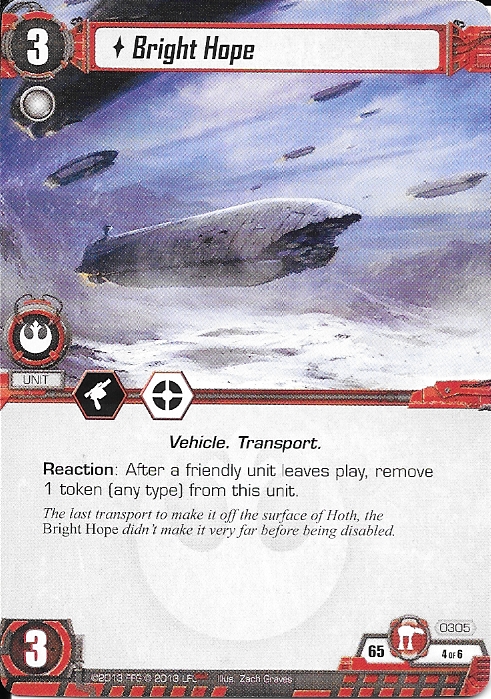 3
Bright Hope
UNIT
Vehicle. Transport.
Reaction: After a friendly unit leaves play, remove
1 token (any type) from this unit.
The last transport to make it off the surface of Hoth, the
Bright Hope didn't make it very far before being disabled.
3
0305
65
4 OF 6
©2013 FFG © 2013 LFL Illus. Zach Graves